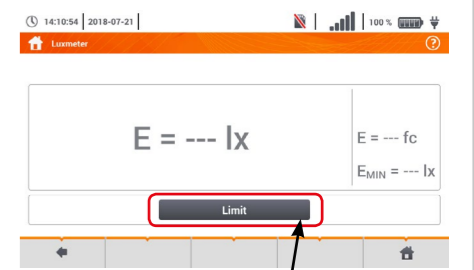 14:10:54 2018-07-21 100 %
Luxmeter ?
E = --- lx
E = --- fc
EMIN = --- lx
Limit